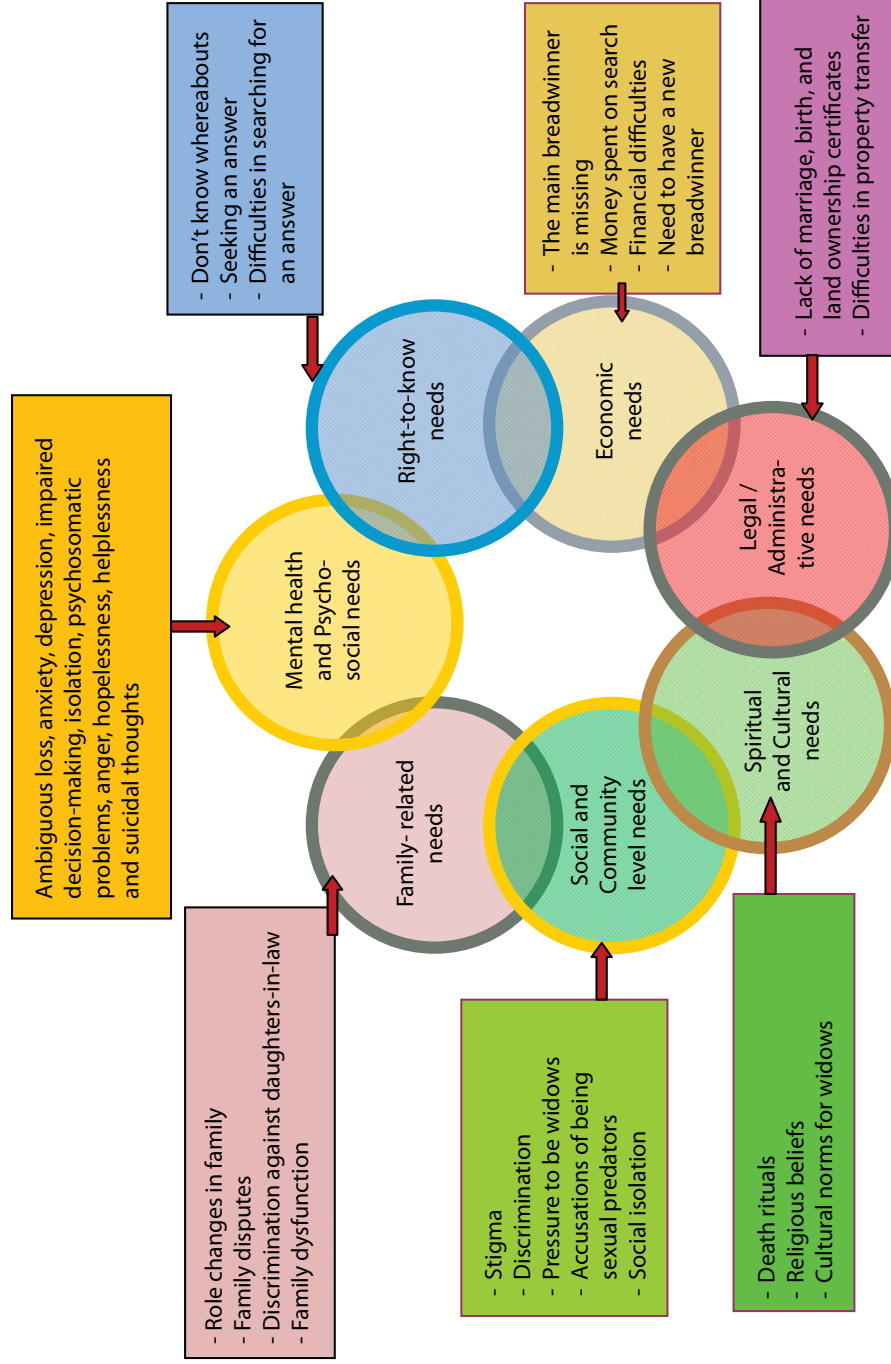 Ambiguous loss, anxiety, depression, impaired
decision-making, isolation, psychosomatic
problems, anger, hopelessness, helplessness
and suicidal thoughts
- Role changes in family
- Family disputes
- Discrimination against daughters-in-law
- Family dysfunction
- Don't know whereabouts
- Seeking an answer
- Difficulties in searching for
an answer
Mental health
and Psycho-
social needs
Family- related
needs
Right-to-know
needs
- Stigma
- Discrimination
- Pressure to be widows
- Accusations of being
sexual predators
- Social isolation
Social and
Community
level needs
Economic
needs
- The main breadwinner
is missing
- Money spent on search
- Financial difficulties
- Need to have a new
breadwinner
- Death rituals
- Religious beliefs
- Cultural norms for widows
Spiritual
and Cultural
needs
Legal /
Administra-
tive needs
- Lack of marriage, birth, and
land ownership certificates
- Difficulties in property transfer